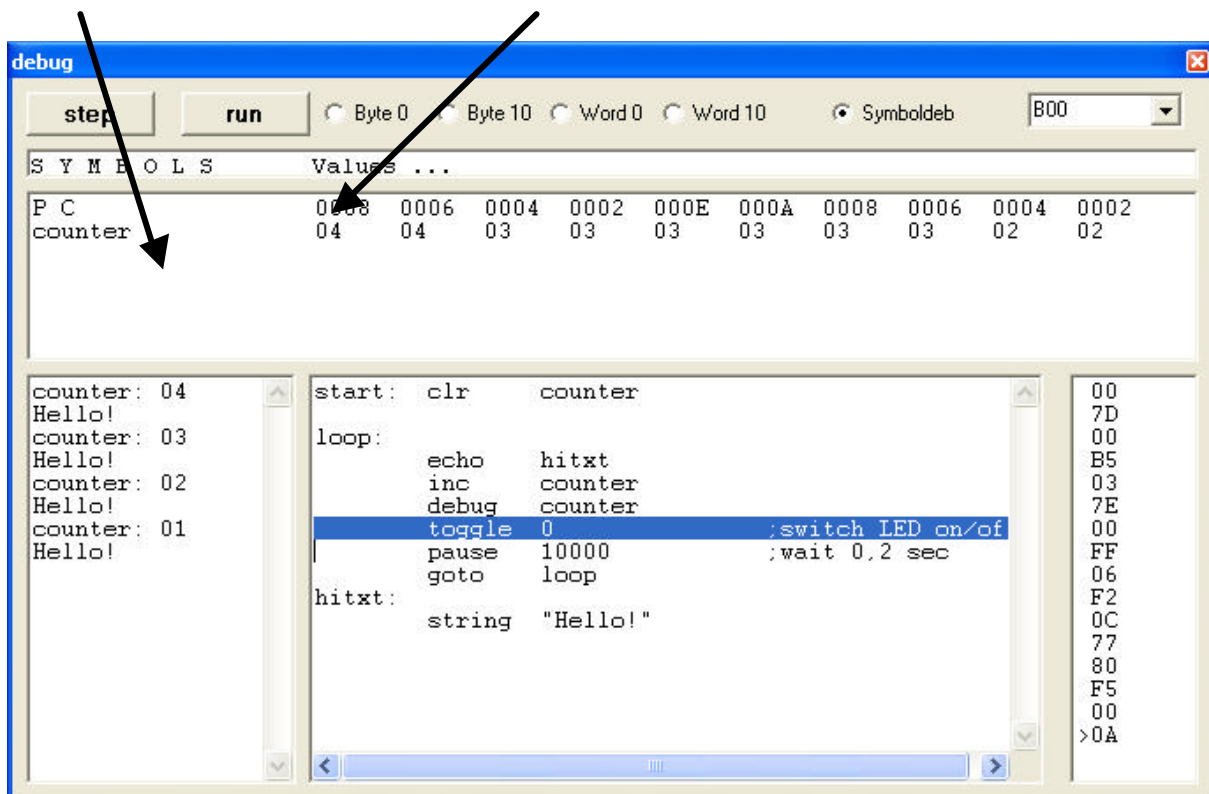 debug
step run Byte 0 Byte 10 Word 0 Word 10 Symboldeb B00
S Y M B O L S Values ...
P C 0008 0006 0004 0002 000E 000A 0008 0006 0004 0002
counter 04 04 03 03 03 03 03 03 02 02
counter: 04
Hello!
counter: 03
Hello!
counter: 02
Hello!
counter: 01
Hello!
start: clr counter
loop:
echo hitxt
inc counter
debug counter
toggle 0 ;switch LED on/of
pause 10000 ;wait 0,2 sec
goto loop
hitxt:
string "Hello!"
00
7D
00
B5
03
7E
00
FF
06
F2
0C
77
80
F5
00
>0A